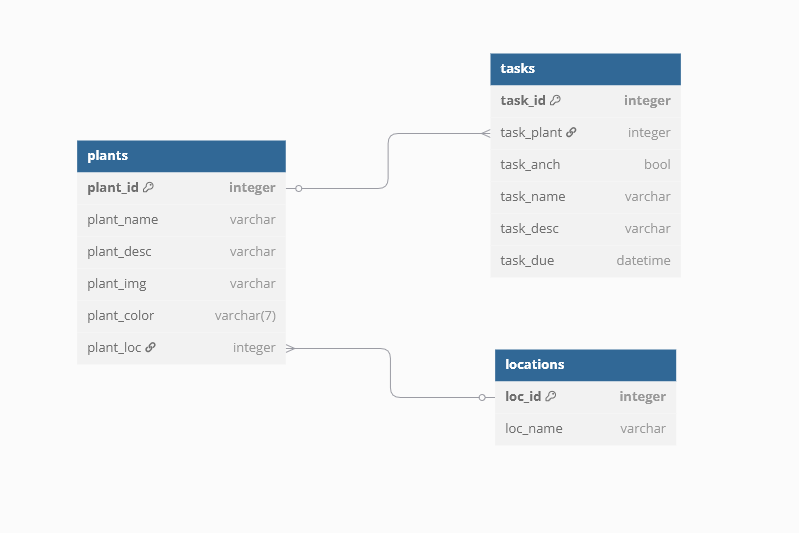 plants
plant_id integer
plant_name varchar
plant_desc varchar
plant_img varchar
plant_color varchar(7)
plant_loc integer
tasks
task_id integer
task_plant integer
task_anch bool
task_name varchar
task_desc varchar
task_due datetime
locations
loc_id integer
loc_name varchar